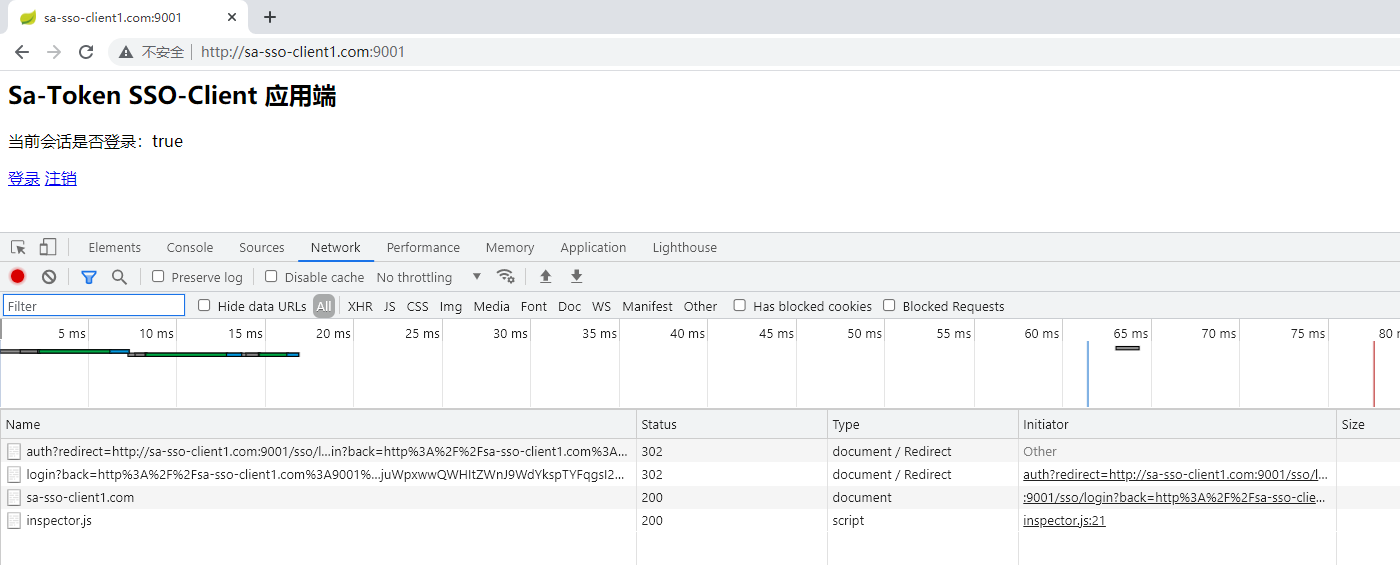 sa-sso-client1.com:9001
不安全 http://sa-sso-client1.com:9001
Sa-Token SSO-Client 应用端
当前会话是否登录：true
登录 注销
Elements Console Sources Network Performance Memory Application Lighthouse
Preserve log Disable cache No throttling
Filter Hide data URLs All XHR JS CSS Img Media Font Doc WS Manifest Other Has blocked cookies Blocked Requests
5 ms 10 ms 15 ms 20 ms 25 ms 30 ms 35 ms 40 ms 45 ms 50 ms 55 ms 60 ms 65 ms 70 ms 75 ms 80 m
Name Status Type Initiator Size
auth?redirect=http://sa-sso-client1.com:9001/sso/l...in?back=http%3A%2F%2Fsa-sso-client1.com%3A... 302 document / Redirect Other
login?back=http%3A%2F%2Fsa-sso-client1.com%3A9001%...juWpxwwQWHItZWnJ9WdYkspTYFqgsI2... 302 document / Redirect auth?redirect=http://sa-sso-client1.com:9001/sso/l...
sa-sso-client1.com 200 document :9001/sso/login?back=http%3A%2F%2Fsa-sso-clie...
inspector.js 200 script inspector.js:21